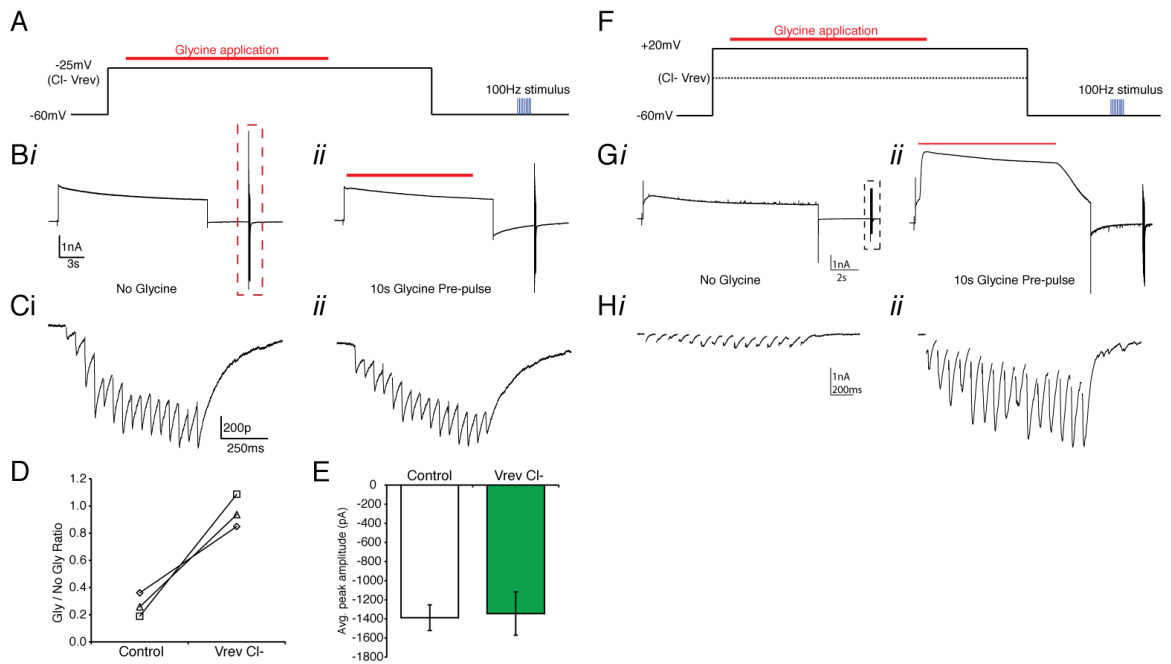 A
Glycine application
-25mV
(Cl- Vrev)
100Hz stimulus
-60mV
Bi
ii
1nA
3s
No Glycine
10s Glycine Pre-pulse
Ci
ii
200p
250ms
D
Gly / No Gly Ratio
1.2
1.0
0.8
0.6
0.4
0.2
0.0
Control
Vrev Cl-
E
Control
Vrev Cl-
Avg. peak amplitude (pA)
0
-200
-400
-600
-800
-1000
-1200
-1400
-1600
-1800
F
Glycine application
+20mV
(Cl- Vrev)
100Hz stimulus
-60mV
Gi
ii
1nA
2s
No Glycine
10s Glycine Pre-pulse
Hi
ii
1nA
200ms